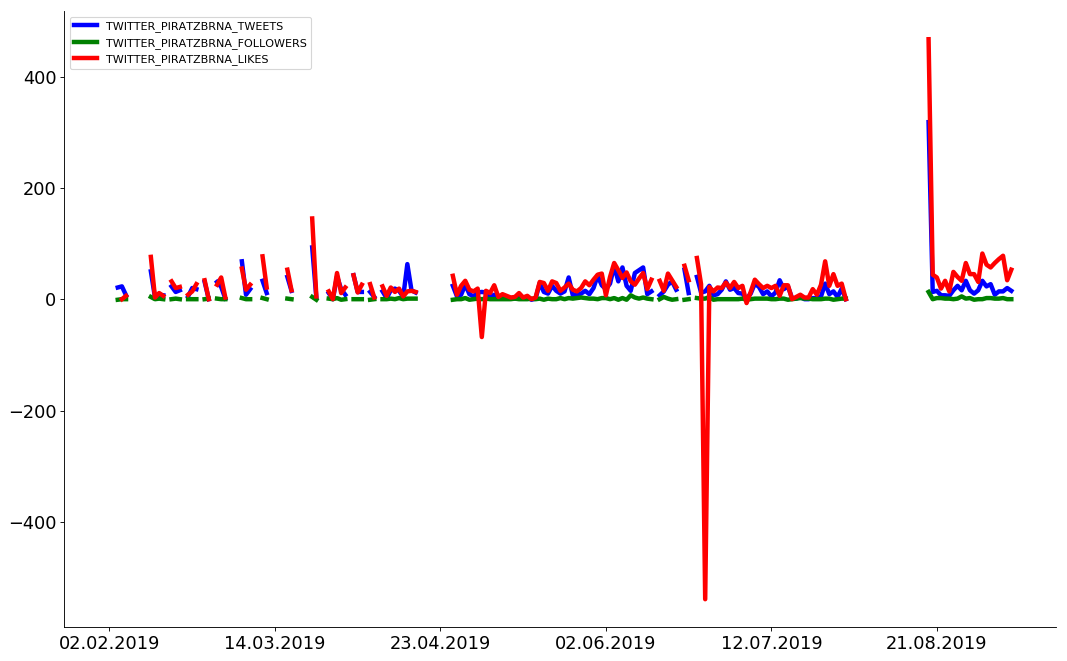 TWITTER_PIRATZBRNA_TWEETS
TWITTER_PIRATZBRNA_FOLLOWERS
TWITTER_PIRATZBRNA_LIKES
400
200
0
−200
−400
02.02.2019 14.03.2019 23.04.2019 02.06.2019 12.07.2019 21.08.2019